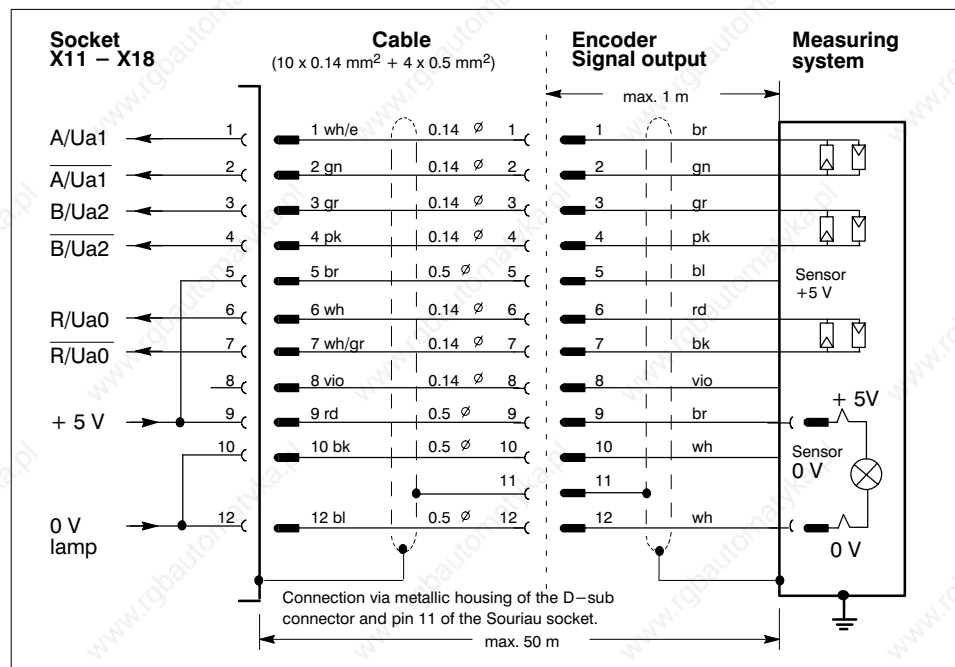 Socket
X11 – X18
Cable
(10 x 0.14 mm² + 4 x 0.5 mm²)
Encoder
Signal output
Measuring
system
max. 1 m
A/Ua1 1 1 wh/e 0.14 ⌀ 1 1 br
A/Ua1 2 2 gn 0.14 ⌀ 2 2 gn
B/Ua2 3 3 gr 0.14 ⌀ 3 3 gr
B/Ua2 4 4 pk 0.14 ⌀ 4 4 pk
5 5 br 0.5 ⌀ 5 5 bl
Sensor
+5 V
R/Ua0 6 6 wh 0.14 ⌀ 6 6 rd
R/Ua0 7 7 wh/gr 0.14 ⌀ 7 7 bk
8 8 vio 0.14 ⌀ 8 8 vio
+ 5 V 9 9 rd 0.5 ⌀ 9 9 br + 5V
10 10 bk 0.5 ⌀ 10 10 wh
Sensor
0 V
11 11
0 V
lamp
12 12 bl 0.5 ⌀ 12 12 wh
0 V
Connection via metallic housing of the D–sub
connector and pin 11 of the Souriau socket.
max. 50 m
www.rgbautomatyka.pl